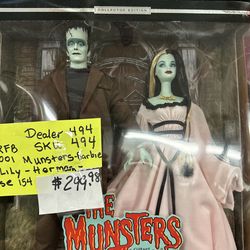 COLLECTOR EDITION
Dealer 494
RFB SKU 494
001 Munsters-Barbie
Lily - Herman -
se 154
$299.98
THE
MUNSTERS